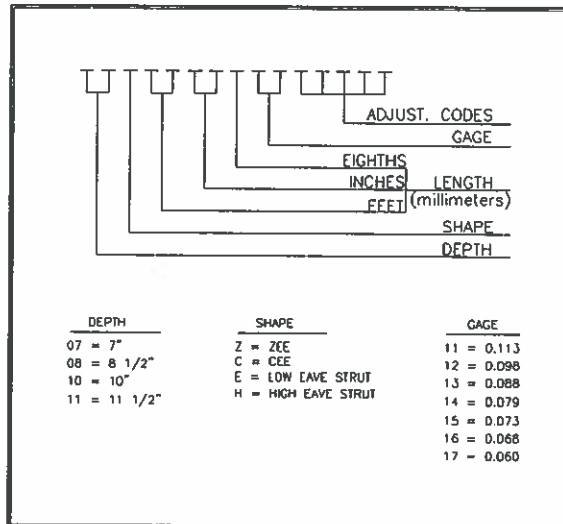 ADJUST. CODES
GAGE
EIGHTHS
INCHES LENGTH
(millimeters)
FEET
SHAPE
DEPTH
DEPTH SHAPE GAGE
07 = 7" Z = ZEE 11 = 0.113
08 = 8 1/2" C = CEE 12 = 0.098
10 = 10" E = LOW EAVE STRUT 13 = 0.088
11 = 11 1/2" H = HIGH EAVE STRUT 14 = 0.079
15 = 0.073
16 = 0.068
17 = 0.060